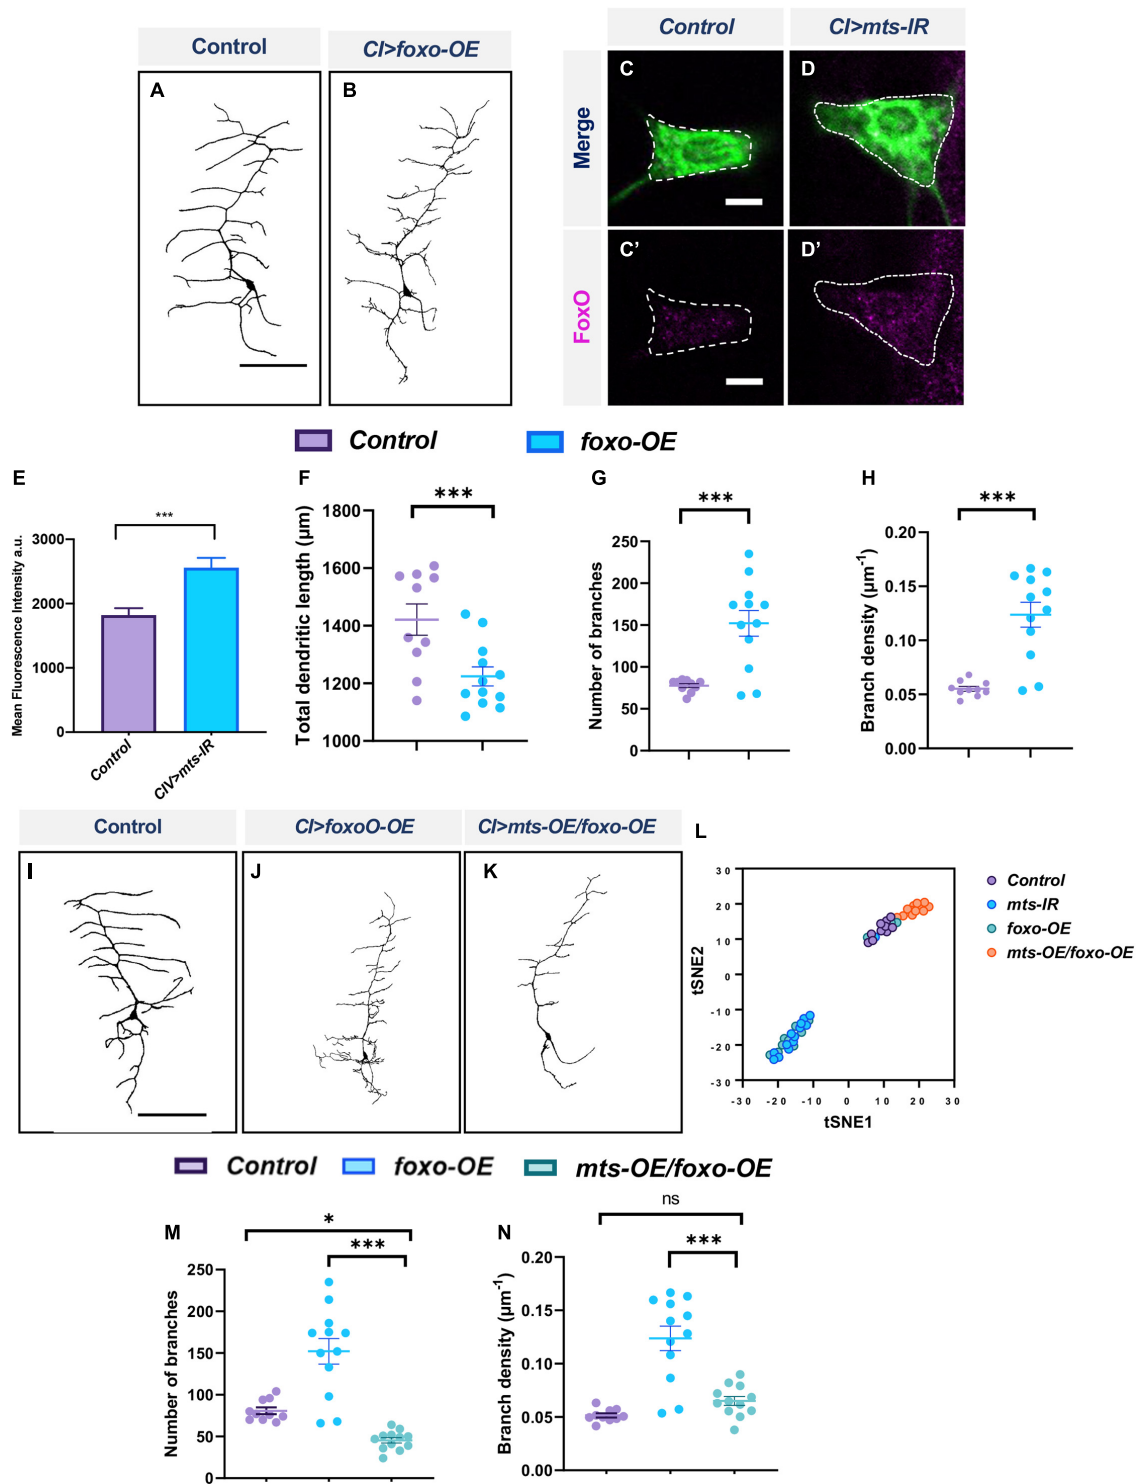 Control
CI>foxo-OE
Control
CI>mts-IR
A
B
C
D
Merge
C'
D'
FoxO
Control
foxo-OE
E
***
Mean Fluorescence Intensity a.u.
3000
2000
1000
0
Control
CIV>mts-IR
F
***
Total dendritic length (µm)
1800
1600
1400
1200
1000
G
***
Number of branches
250
200
150
100
50
0
H
***
Branch density (µm-1)
0.20
0.15
0.10
0.05
0.00
Control
CI>foxoO-OE
CI>mts-OE/foxo-OE
I
J
K
L
tSNE2
30
20
10
0
-10
-20
-30
-30 -20 -10 0 10 20 30
tSNE1
Control
mts-IR
foxo-OE
mts-OE/foxo-OE
Control
foxo-OE
mts-OE/foxo-OE
M
*
***
Number of branches
250
200
150
100
50
0
N
ns
***
Branch density (µm-1)
0.20
0.15
0.10
0.05
0.00